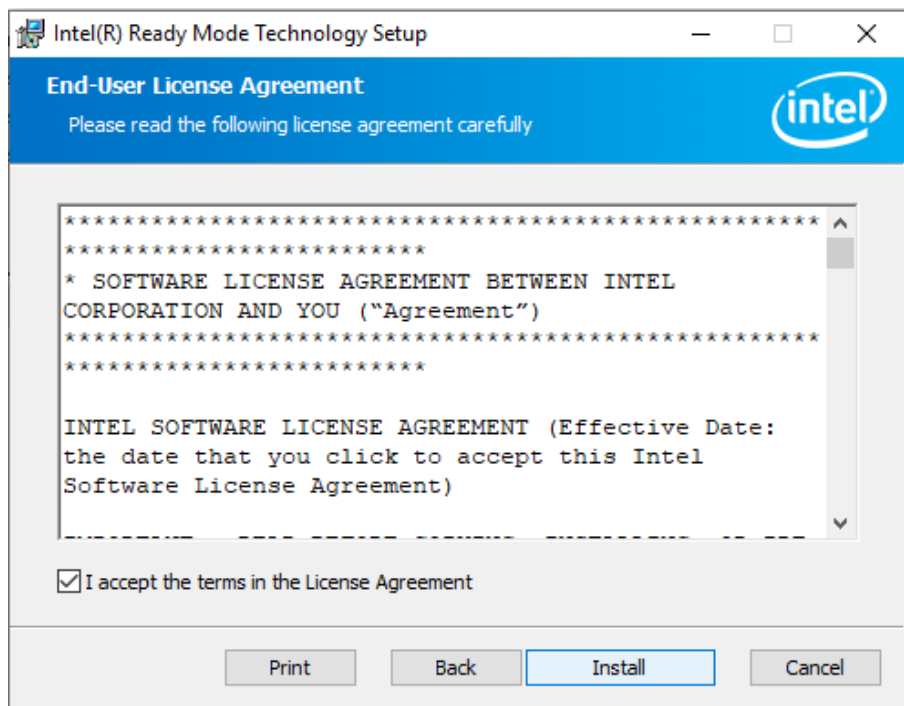 Intel(R) Ready Mode Technology Setup
End-User License Agreement
Please read the following license agreement carefully
intel
*****************************************************
*************************
* SOFTWARE LICENSE AGREEMENT BETWEEN INTEL
CORPORATION AND YOU (“Agreement”)
*****************************************************
*************************
INTEL SOFTWARE LICENSE AGREEMENT (Effective Date:
the date that you click to accept this Intel
Software License Agreement)
I accept the terms in the License Agreement
Print Back Install Cancel